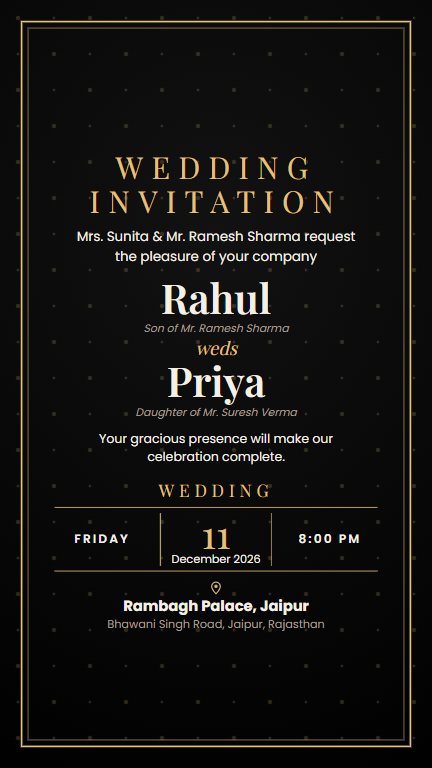 WEDDING
INVITATION
Mrs. Sunita & Mr. Ramesh Sharma request
the pleasure of your company
Rahul
Son of Mr. Ramesh Sharma
weds
Priya
Daughter of Mr. Suresh Verma
Your gracious presence will make our
celebration complete.
WEDDING
FRIDAY
11
December 2026
8:00 PM
Rambagh Palace, Jaipur
Bhawani Singh Road, Jaipur, Rajasthan